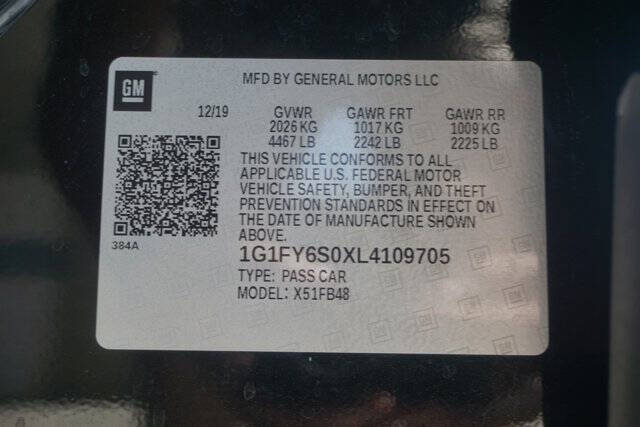 GM
MFD BY GENERAL MOTORS LLC
12/19 GVWR GAWR FRT GAWR RR
2026 KG 1017 KG 1009 KG
4467 LB 2242 LB 2225 LB
THIS VEHICLE CONFORMS TO ALL
APPLICABLE U.S. FEDERAL MOTOR
VEHICLE SAFETY, BUMPER, AND THEFT
PREVENTION STANDARDS IN EFFECT ON
THE DATE OF MANUFACTURE SHOWN
ABOVE.
384A
1G1FY6S0XL4109705
TYPE: PASS CAR
MODEL: X51FB48